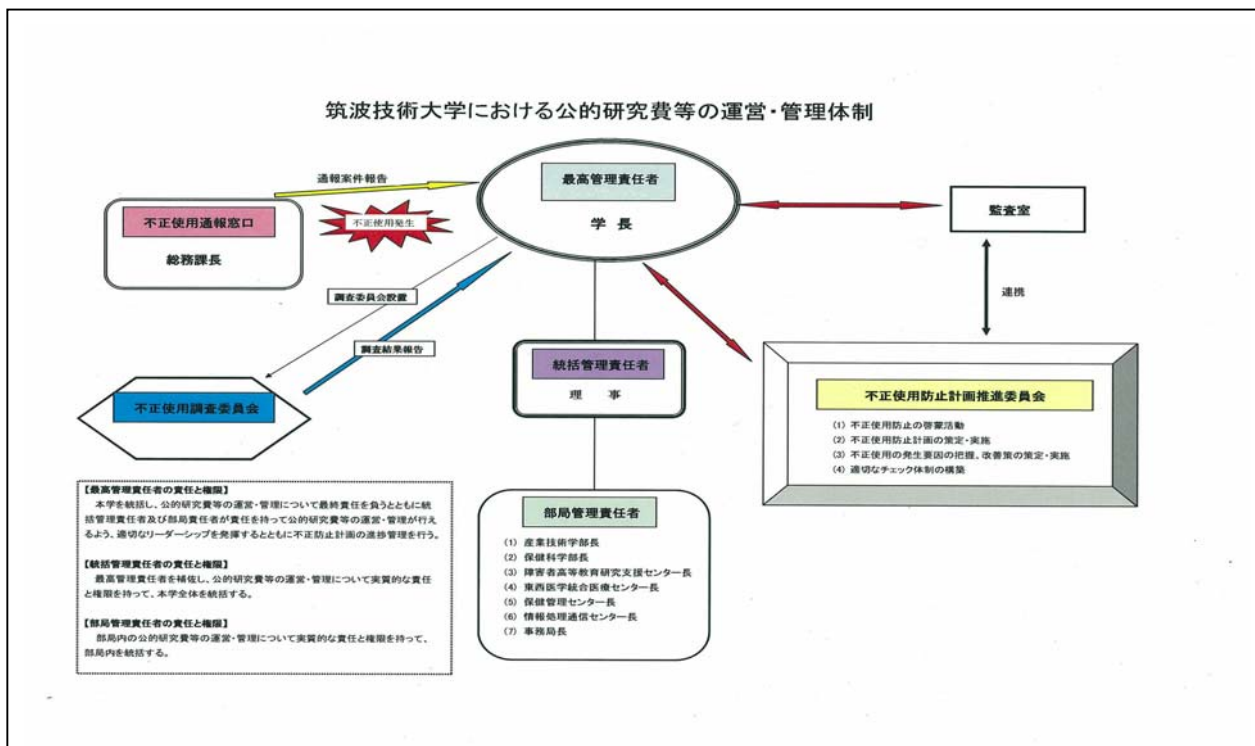 筑波技術大学における公的研究費等の運営・管理体制
通報案件報告
最高管理責任者
学 長
不正使用通報窓口
総務課長
不正使用発生
監査室
連携
調査委員会設置
調査結果報告
統括管理責任者
理 事
不正使用調査委員会
不正使用防止計画推進委員会
(1) 不正使用防止の啓蒙活動
(2) 不正使用防止計画の策定・実施
(3) 不正使用の発生要因の把握、改善策の策定・実施
(4) 適切なチェック体制の構築
【最高管理責任者の責任と権限】
本学を統括し、公的研究費等の運営・管理について最終責任を負うとともに統
括管理責任者及び部局責任者が責任を持って公的研究費等の運営・管理が行え
るよう、適切なリーダーシップを発揮するとともに不正防止計画の進捗管理を行う。
【統括管理責任者の責任と権限】
最高管理責任者を補佐し、公的研究費等の運営・管理について実質的な責任
と権限を持って、本学全体を統括する。
【部局管理責任者の責任と権限】
部局内の公的研究費等の運営・管理について実質的な責任と権限を持って、
部局内を統括する。
部局管理責任者
(1) 産業技術学部長
(2) 保健科学部長
(3) 障害者高等教育研究支援センター長
(4) 東西医学統合医療センター長
(5) 保健管理センター長
(6) 情報処理通信センター長
(7) 事務局長